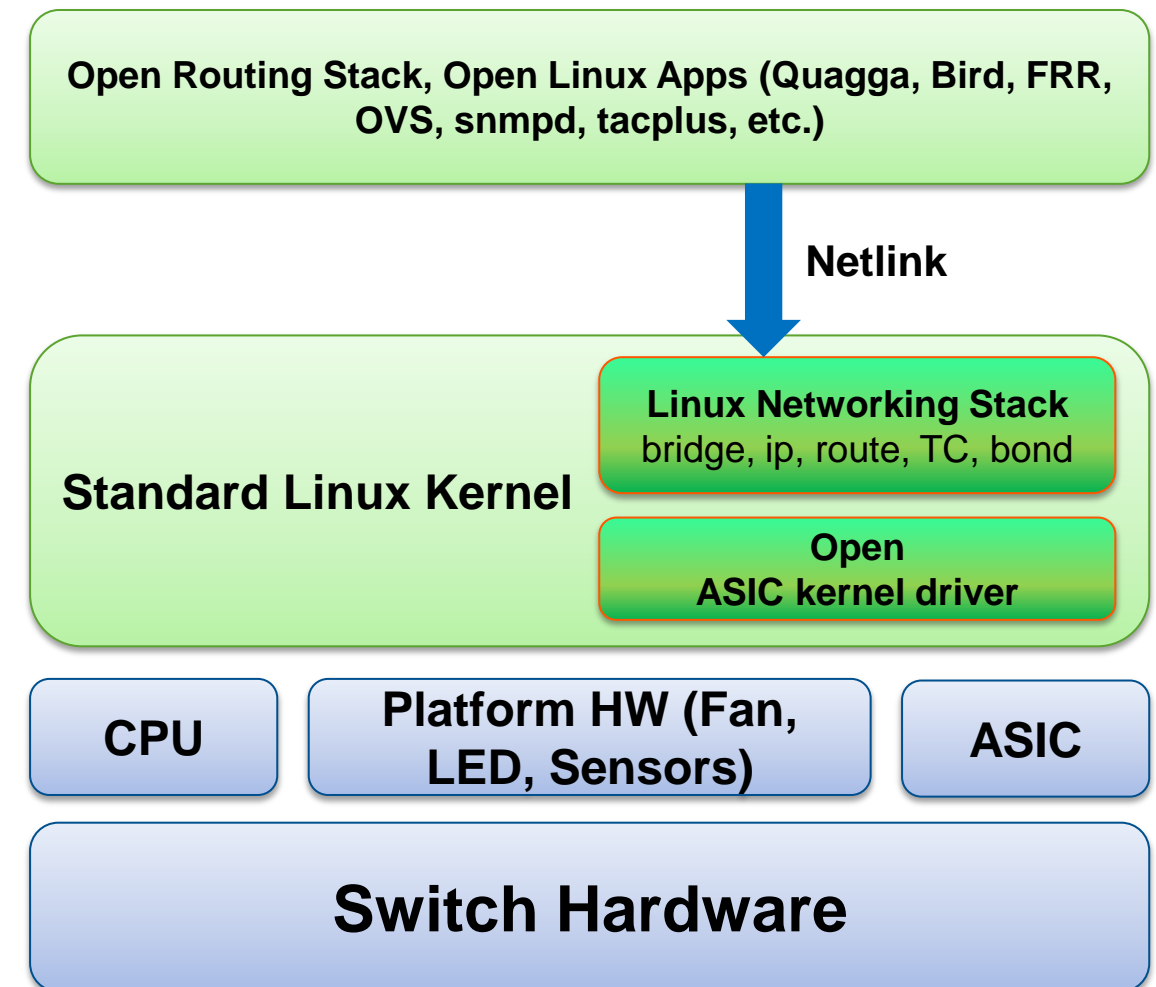 Open Routing Stack, Open Linux Apps (Quagga, Bird, FRR,
OVS, snmpd, tacplus, etc.)
Netlink
Standard Linux Kernel
Linux Networking Stack
bridge, ip, route, TC, bond
Open
ASIC kernel driver
CPU
Platform HW (Fan,
LED, Sensors)
ASIC
Switch Hardware